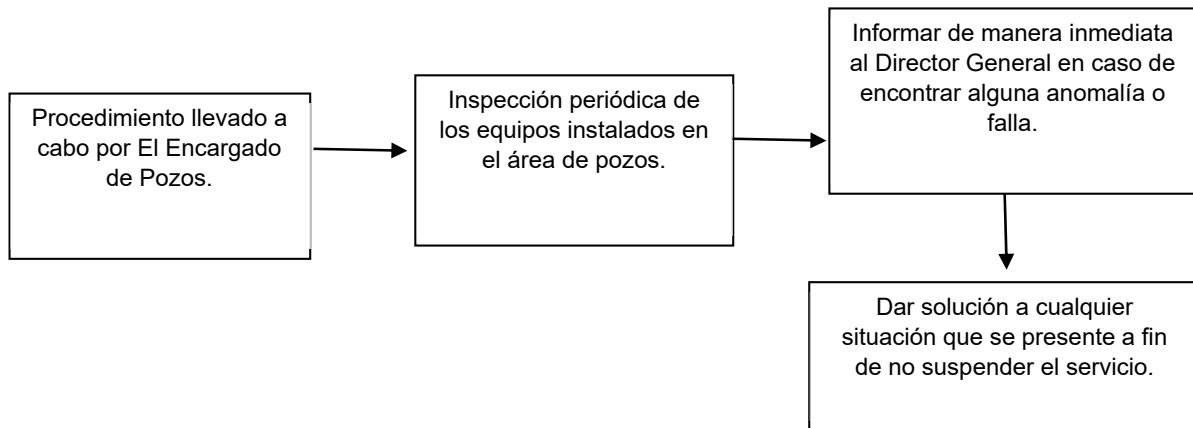 Procedimiento llevado a
cabo por El Encargado
de Pozos.
Inspección periódica de
los equipos instalados en
el área de pozos.
Informar de manera inmediata
al Director General en caso de
encontrar alguna anomalía o
falla.
Dar solución a cualquier
situación que se presente a fin
de no suspender el servicio.